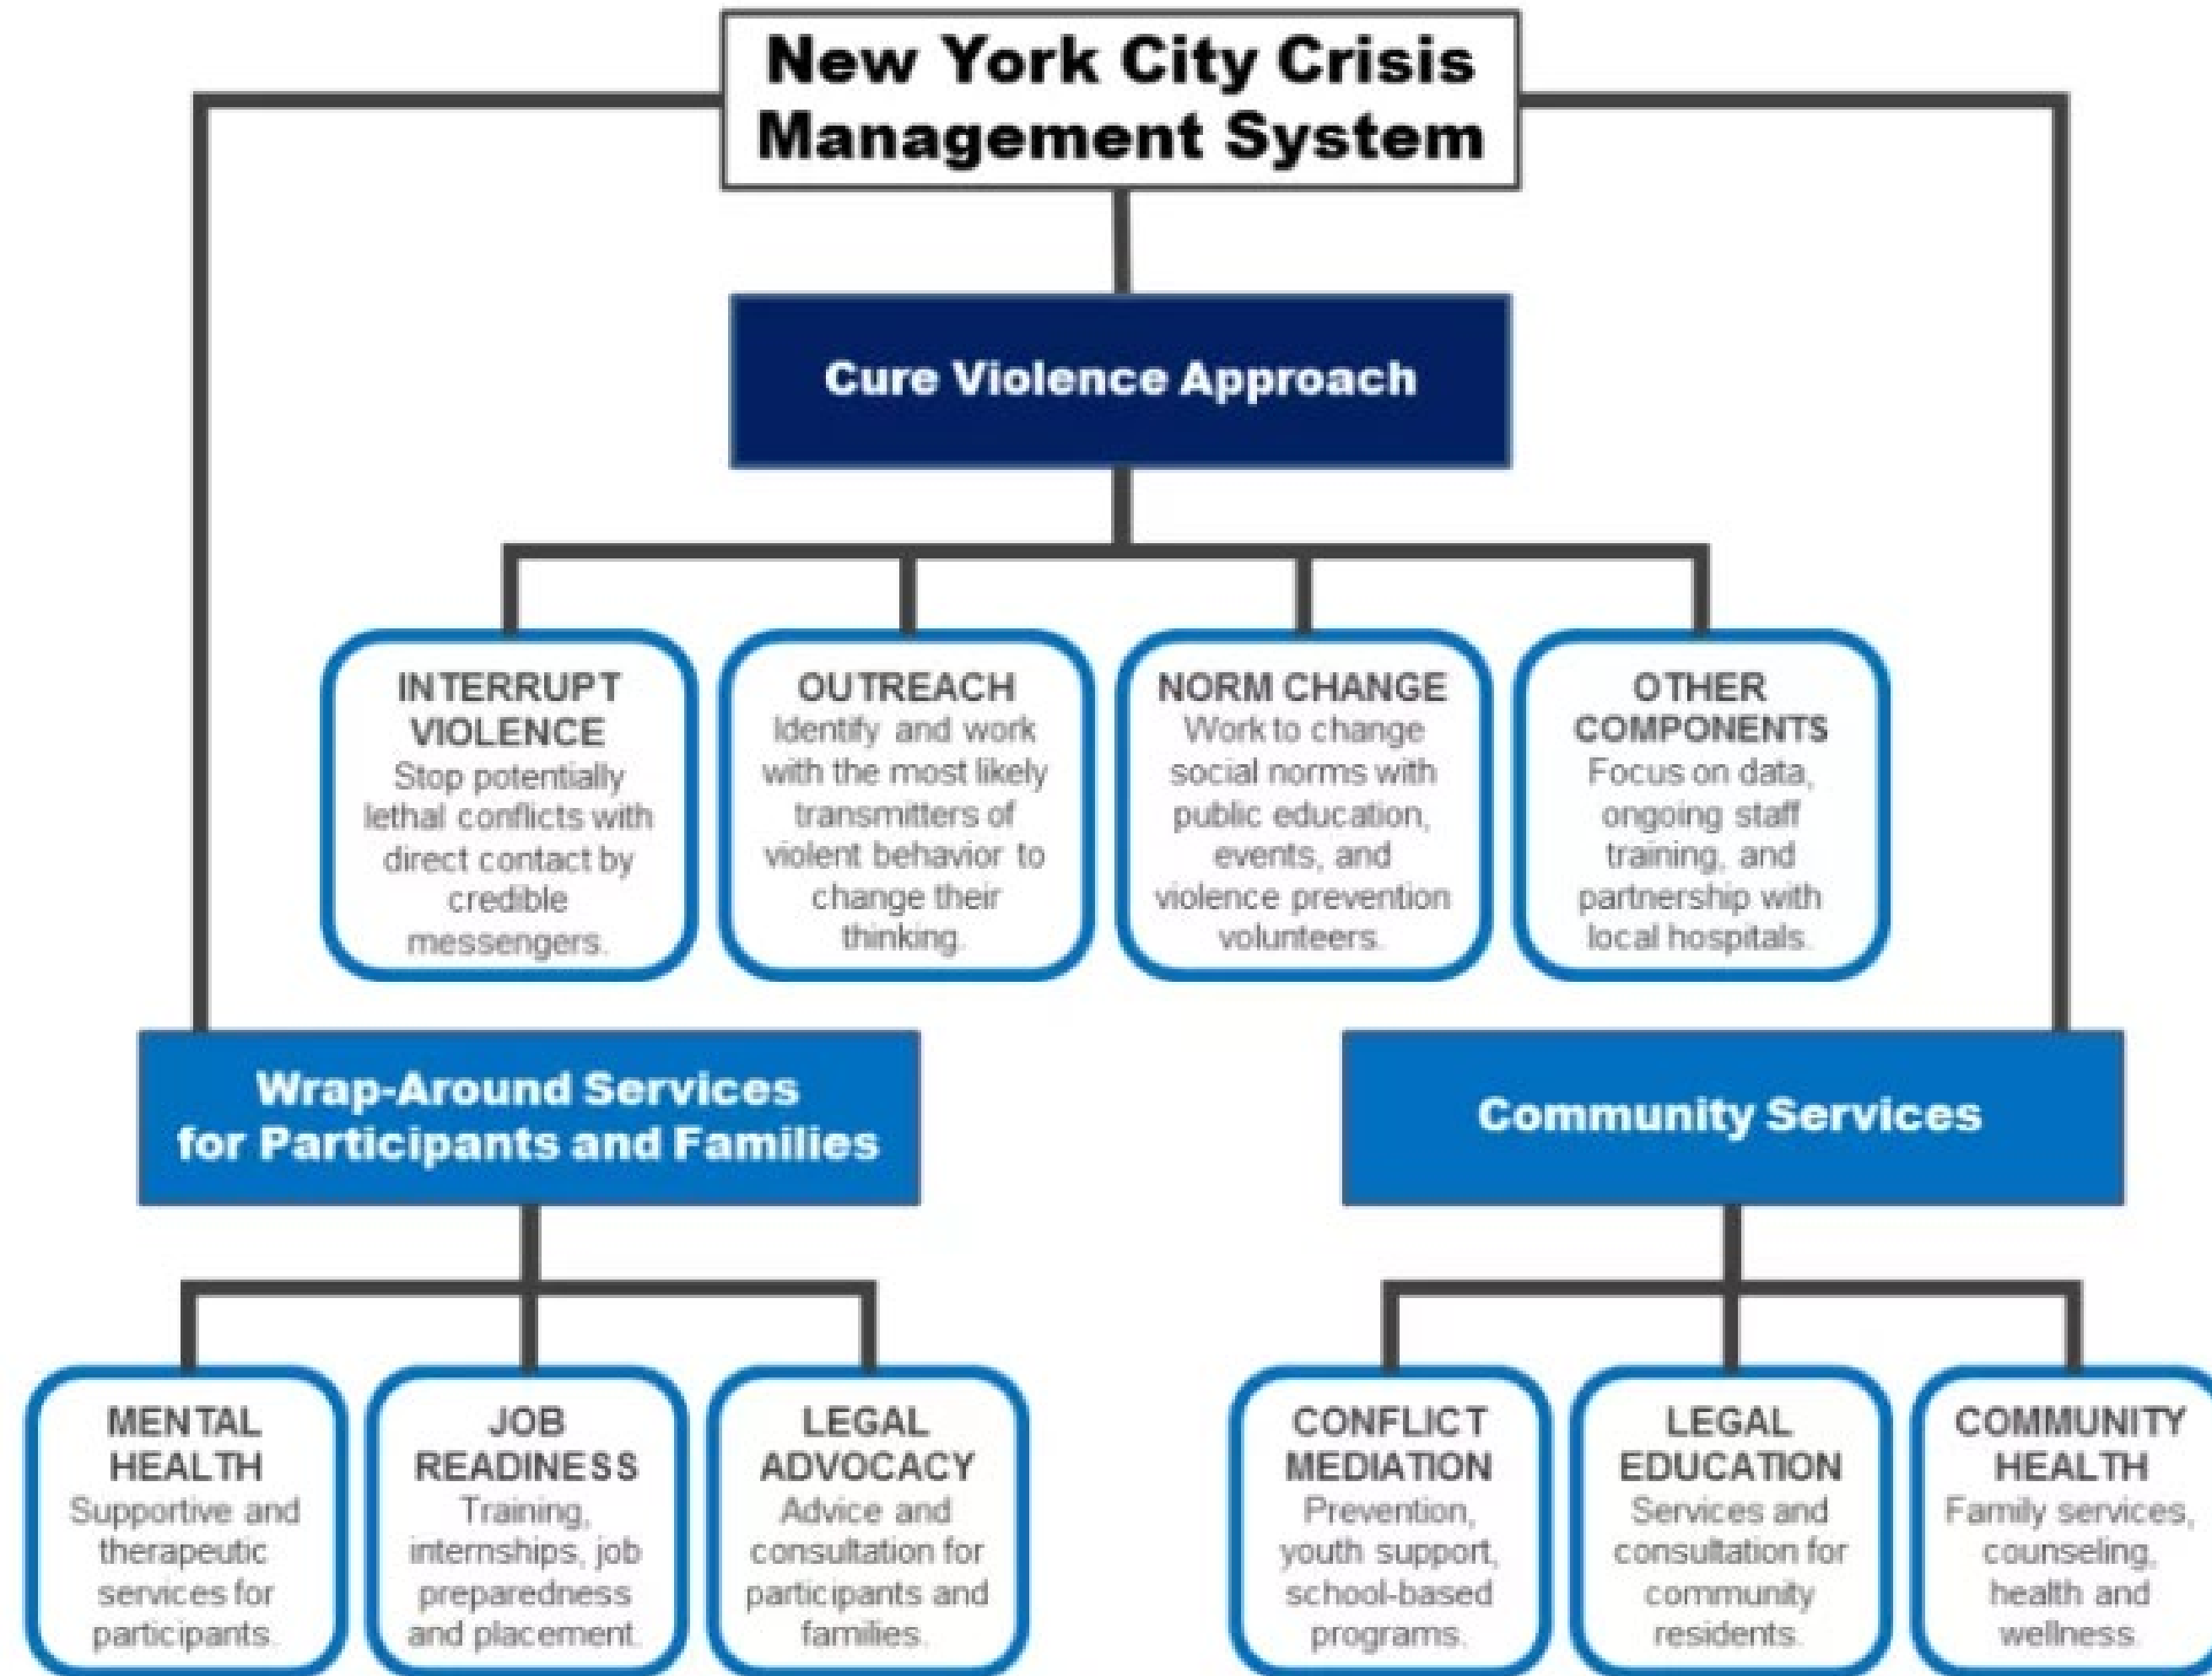 New York City Crisis
Management System
Cure Violence Approach
INTERRUPT
VIOLENCE
Stop potentially
lethal conflicts with
direct contact by
credible
messengers.
OUTREACH
Identify and work
with the most likely
transmitters of
violent behavior to
change their
thinking.
NORM CHANGE
Work to change
social norms with
public education,
events, and
violence prevention
volunteers.
OTHER
COMPONENTS
Focus on data,
ongoing staff
training, and
partnership with
local hospitals.
Wrap-Around Services
for Participants and Families
Community Services
MENTAL
HEALTH
Supportive and
therapeutic
services for
participants.
JOB
READINESS
Training,
internships, job
preparedness
and placement.
LEGAL
ADVOCACY
Advice and
consultation for
participants and
families.
CONFLICT
MEDIATION
Prevention,
youth support,
school-based
programs.
LEGAL
EDUCATION
Services and
consultation for
community
residents.
COMMUNITY
HEALTH
Family services,
counseling,
health and
wellness.